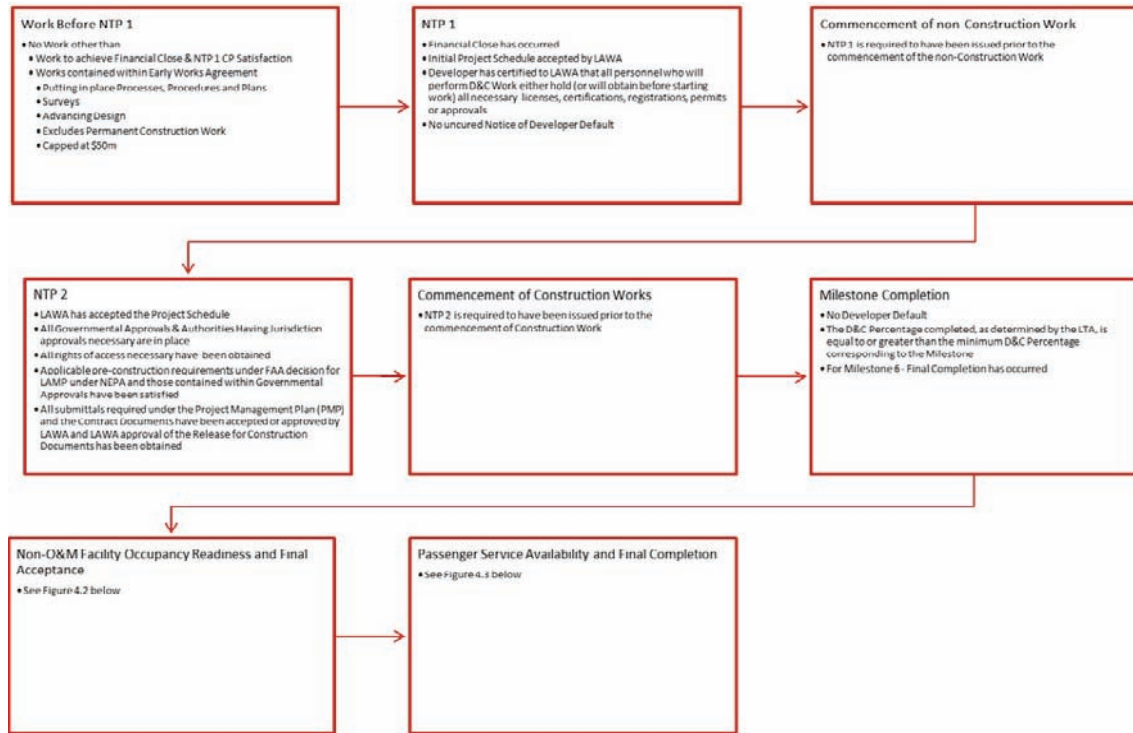 Work Before NTP 1
• No Work other than
• Work to achieve Financial Close & NTP 1 CP Satisfaction
• Works contained within Early Works Agreement
• Putting in place Processes, Procedures and Plans
• Surveys
• Advancing Design
• Excludes Permanent Construction Work
• Capped at $50m
NTP 1
• Financial Close has occurred
• Initial Project Schedule accepted by LAWA
• Developer has certified to LAWA that all personnel who will
perform D&C Work either hold (or will obtain before starting
work) all necessary licenses, certifications, registrations, permits
or approvals
• No uncured Notice of Developer Default
Commencement of non-Construction Work
• NTP 1 is required to have been issued prior to the
commencement of the non-Construction Work
NTP 2
• LAWA has accepted the Project Schedule
• All Governmental Approvals & Authorities Having Jurisdiction
approvals necessary are in place
• All rights of access necessary have been obtained
• Applicable pre-construction requirements under FAA decision for
LAMP under NEPA and those contained within Governmental
Approvals have been satisfied
• All submittals required under the Project Management Plan (PMP)
and the Contract Documents have been accepted or approved by
LAWA and LAWA approval of the Release for Construction
Documents has been obtained
Commencement of Construction Works
• NTP 2 is required to have been issued prior to the
commencement of Construction Work
Milestone Completion
• No Developer Default
• The D&C Percentage completed, as determined by the LTA, is
equal to or greater than the minimum D&C Percentage
corresponding to the Milestone
• For Milestone 6 - Final Completion has occurred
Non-O&M Facility Occupancy Readiness and Final
Acceptance
• See Figure 4.2 below
Passenger Service Availability and Final Completion
• See Figure 4.3 below